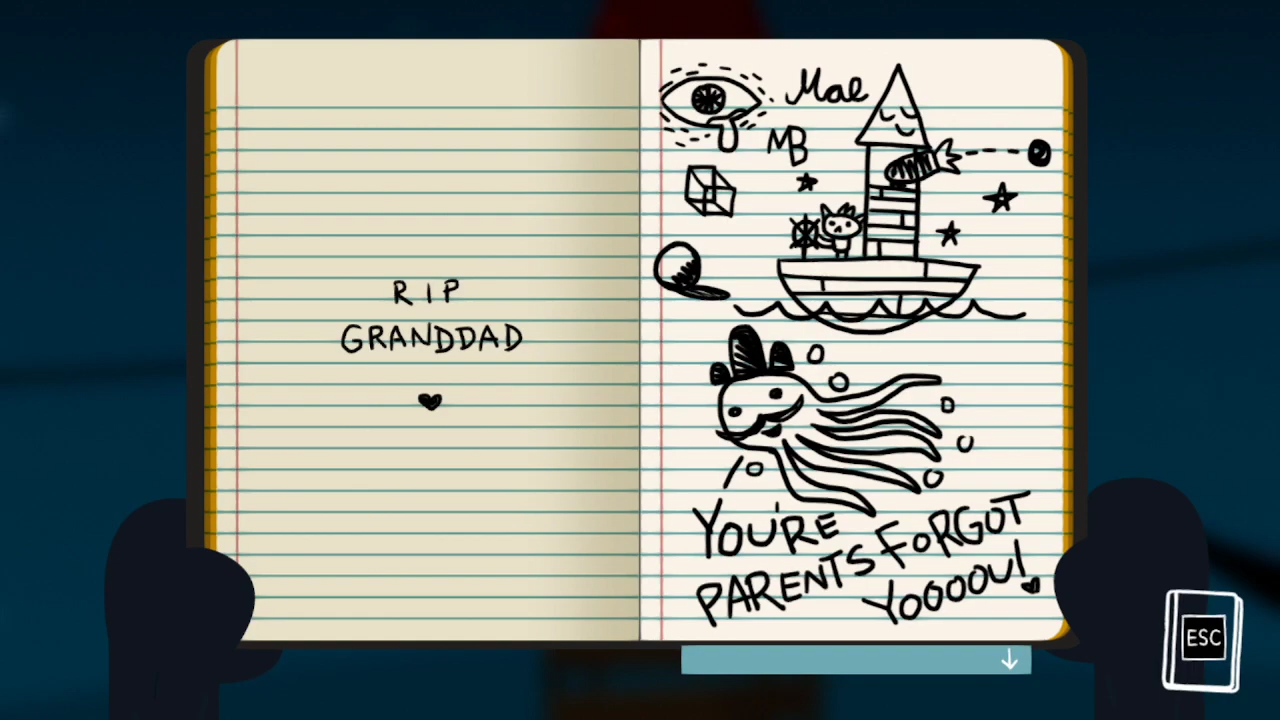 RIP
GRANDDAD
Mae
MB
YOU'RE
PARENTS FORGOT
YOOOOU!
ESC